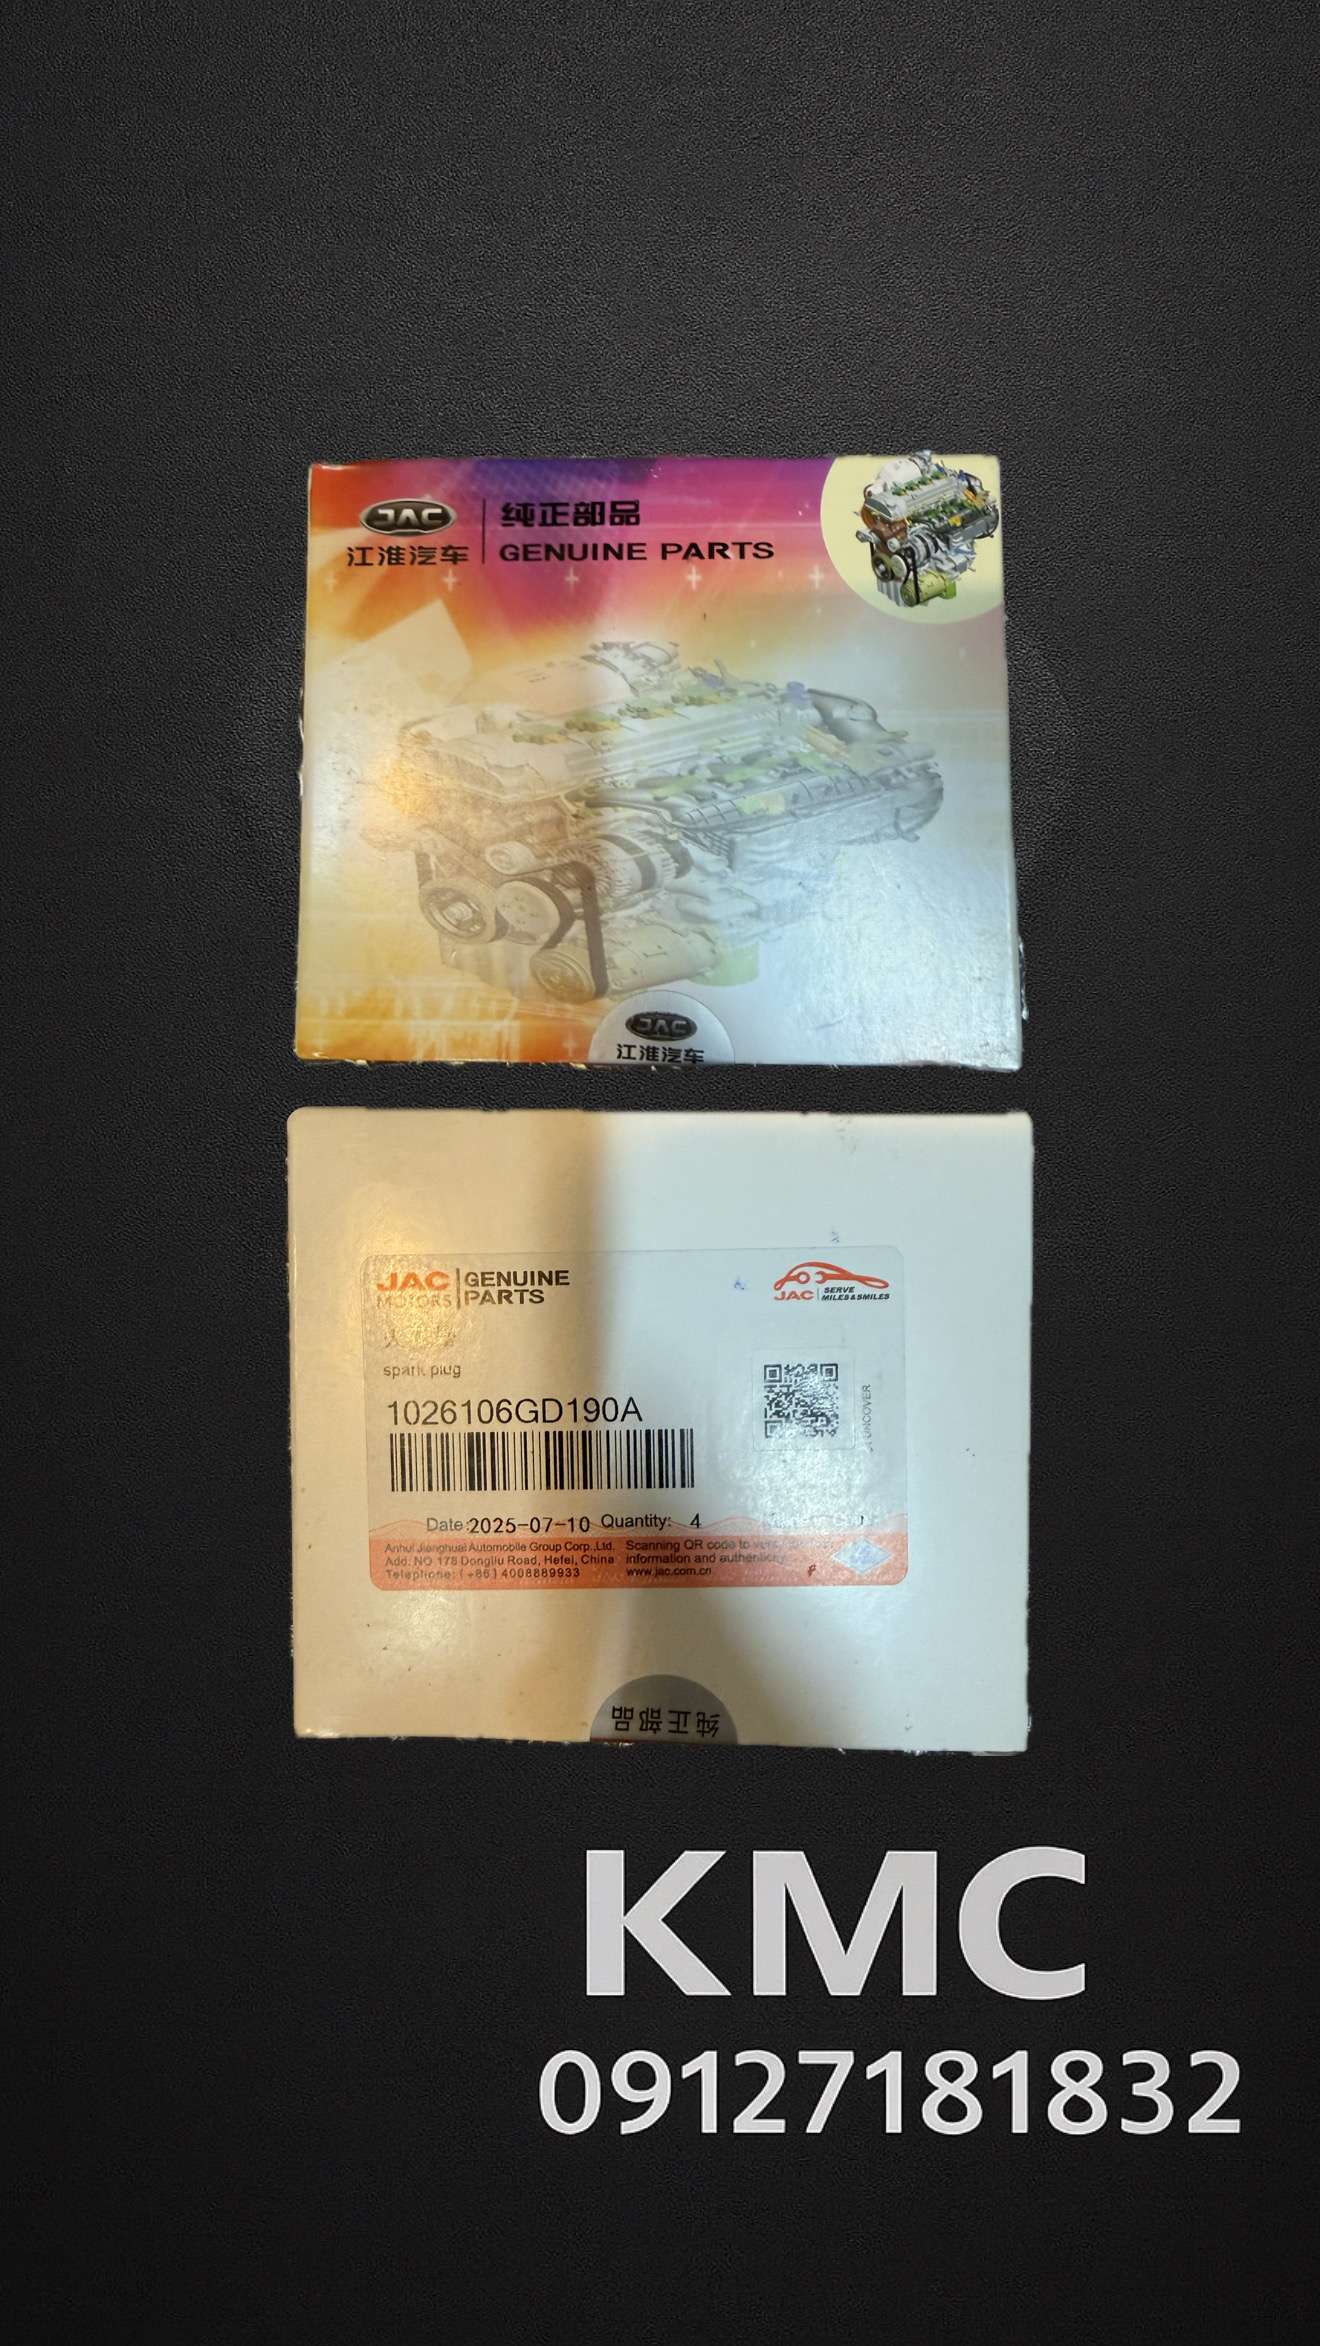 JAC
江淮汽车
纯正部品
GENUINE PARTS
JAC
江淮汽车
JAC MOTORS
GENUINE PARTS
JAC
SERVE
MILES&SMILES
spark plug
1026106GD190A
UNCOVER
Date:2025-07-10 Quantity: 4
Anhui Jianghuai Automobile Group Corp.,Ltd.
Add: NO 178 Dongliu Road, Hefei, China
Telephone: (+86) 4008889933
Scanning QR code to verify
information and authenticity
www.jac.com.cn
纯正部品
KMC
09127181832